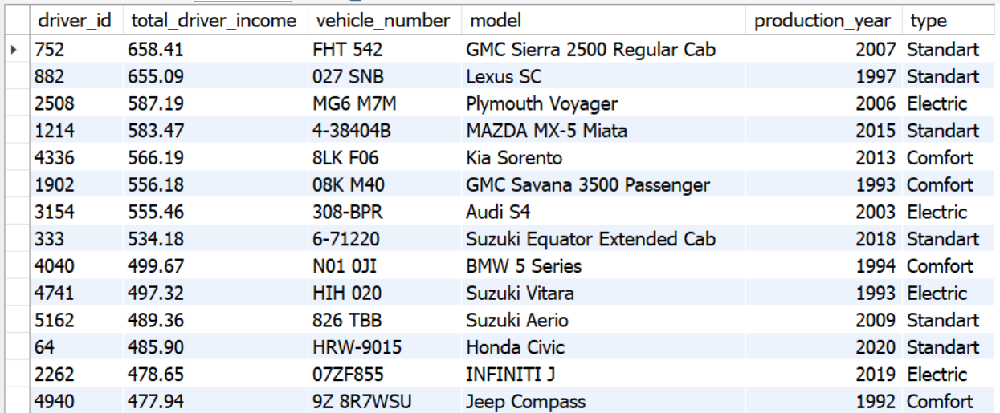 driver_id total_driver_income vehicle_number model production_year type
752 658.41 FHT 542 GMC Sierra 2500 Regular Cab 2007 Standart
882 655.09 027 SNB Lexus SC 1997 Standart
2508 587.19 MG6 M7M Plymouth Voyager 2006 Electric
1214 583.47 4-38404B MAZDA MX-5 Miata 2015 Standart
4336 566.19 8LK F06 Kia Sorento 2013 Comfort
1902 556.18 08K M40 GMC Savana 3500 Passenger 1993 Comfort
3154 555.46 308-BPR Audi S4 2003 Electric
333 534.18 6-71220 Suzuki Equator Extended Cab 2018 Standart
4040 499.67 N01 0JI BMW 5 Series 1994 Comfort
4741 497.32 HIH 020 Suzuki Vitara 1993 Electric
5162 489.36 826 TBB Suzuki Aerio 2009 Standart
64 485.90 HRW-9015 Honda Civic 2020 Standart
2262 478.65 07ZF855 INFINITI J 2019 Electric
4940 477.94 9Z 8R7WSU Jeep Compass 1992 Comfort